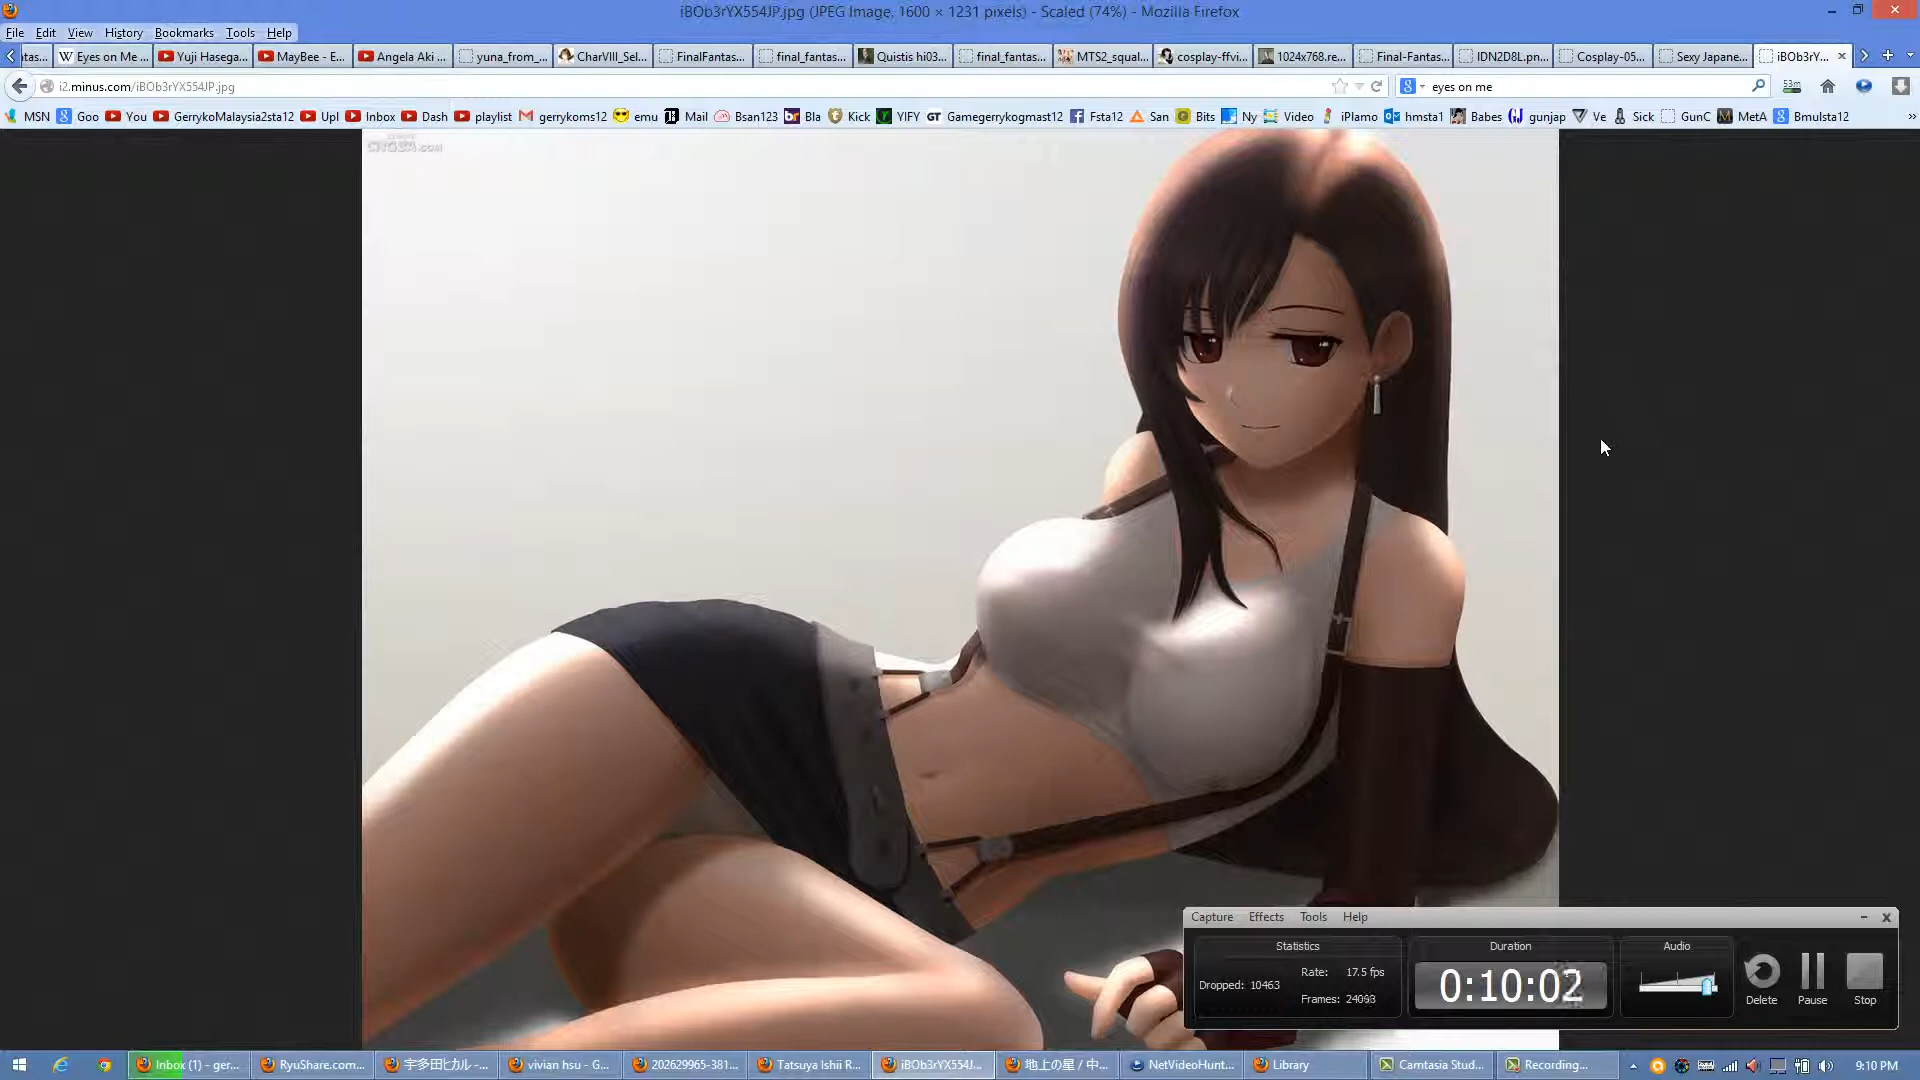 iBOb3rYX554JP.jpg (JPEG Image, 1600 × 1231 pixels) - Scaled (74%) - Mozilla Firefox
File Edit View History Bookmarks Tools Help
ıtas... Eyes on Me ... Yuji Hasega... MayBee - E... Angela Aki ... yuna_from_... CharVIII_Sel... FinalFantas... final_fantas... Quistis hi03... final_fantas... MTS2_squal... cosplay-ffvi... 1024x768.re... Final-Fantas... IDN2D8L.pn... Cosplay-05... Sexy Japane... iBOb3rY...
i2.minus.com/iBOb3rYX554JP.jpg eyes on me 53m
MSN Goo You GerrykoMalaysia2sta12 Upl Inbox Dash playlist gerrykoms12 emu Mail Bsan123 Bla Kick YIFY Gamegerrykogmast12 Fsta12 San Bits Ny Video iPlamo hmsta1 Babes gunjap Ve Sick GunC MetA Bmulsta12
Capture Effects Tools Help
Statistics Duration Audio
Rate: 17.5 fps
Dropped: 10463
Frames: 24093
0:10:02
Delete Pause Stop
Inbox (1) - ger... RyuShare.com... 宇多田ヒカル -... vivian hsu - G... 202629965-381... Tatsuya Ishii R... iBOb3rYX554J... 地上の星 / 中... NetVideoHunt... Library Camtasia Stud... Recording... 9:10 PM